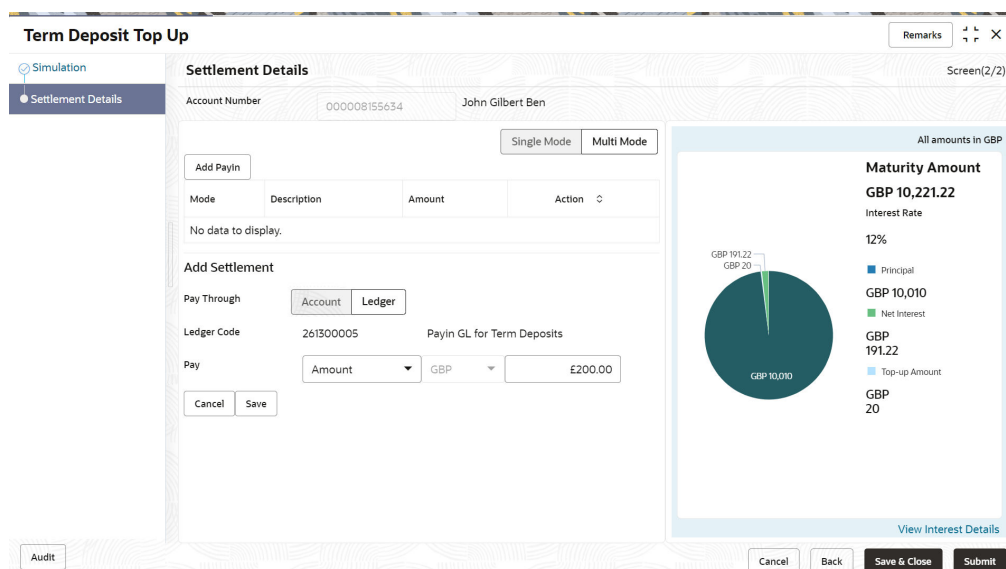 Term Deposit Top Up
Remarks
Simulation
Settlement Details
Settlement Details
Screen(2/2)
Account Number
000008155634
John Gilbert Ben
Single Mode
Multi Mode
Add Payin
Mode
Description
Amount
Action
No data to display.
Add Settlement
Pay Through
Account
Ledger
Ledger Code
261300005
Payin GL for Term Deposits
Pay
Amount
GBP
£200.00
Cancel
Save
All amounts in GBP
GBP 191.22
GBP 20
GBP 10,010
Maturity Amount
GBP 10,221.22
Interest Rate
12%
Principal
GBP 10,010
Net Interest
GBP
191.22
Top-up Amount
GBP
20
View Interest Details
Audit
Cancel
Back
Save & Close
Submit